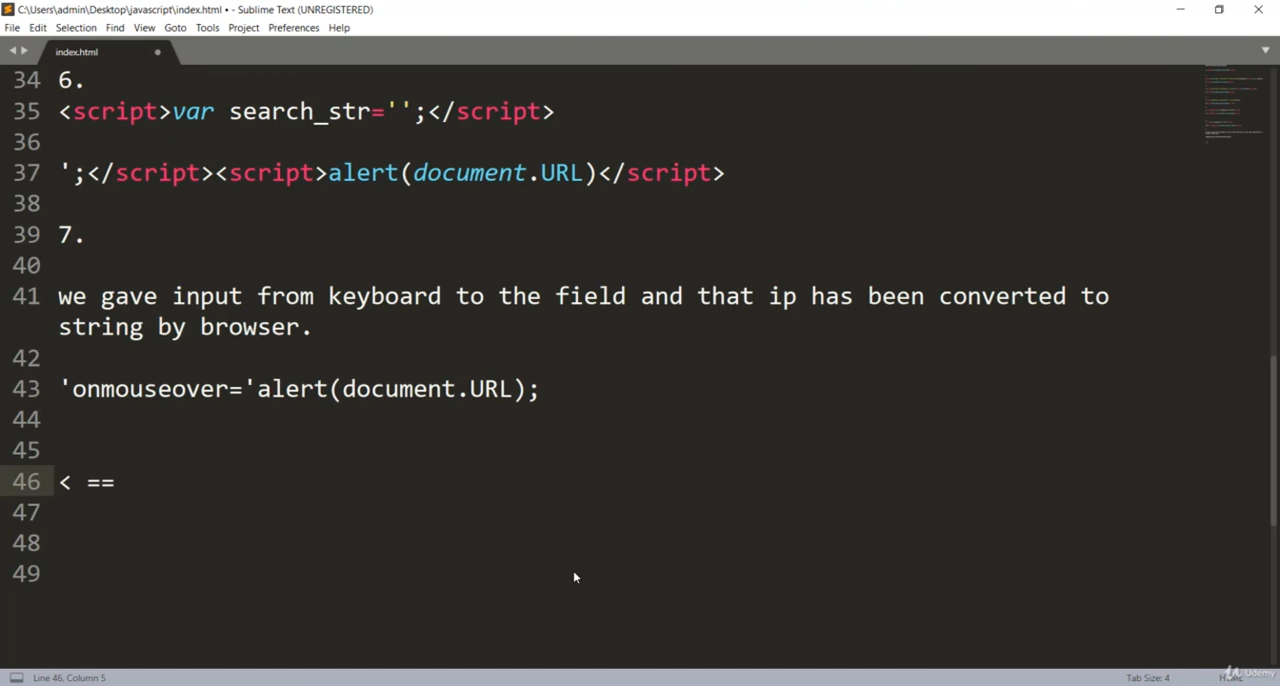 C:\Users\admin\Desktop\javascript\index.html • - Sublime Text (UNREGISTERED)
File Edit Selection Find View Goto Tools Project Preferences Help
index.html
34 6.
35 <script>var search_str='';</script>
36
37 ';</script><script>alert(document.URL)</script>
38
39 7.
40
41 we gave input from keyboard to the field and that ip has been converted to
string by browser.
42
43 'onmouseover='alert(document.URL);
44
45
46 < ==
47
48
49
Line 46, Column 5 Tab Size: 4 HTML
Udemy